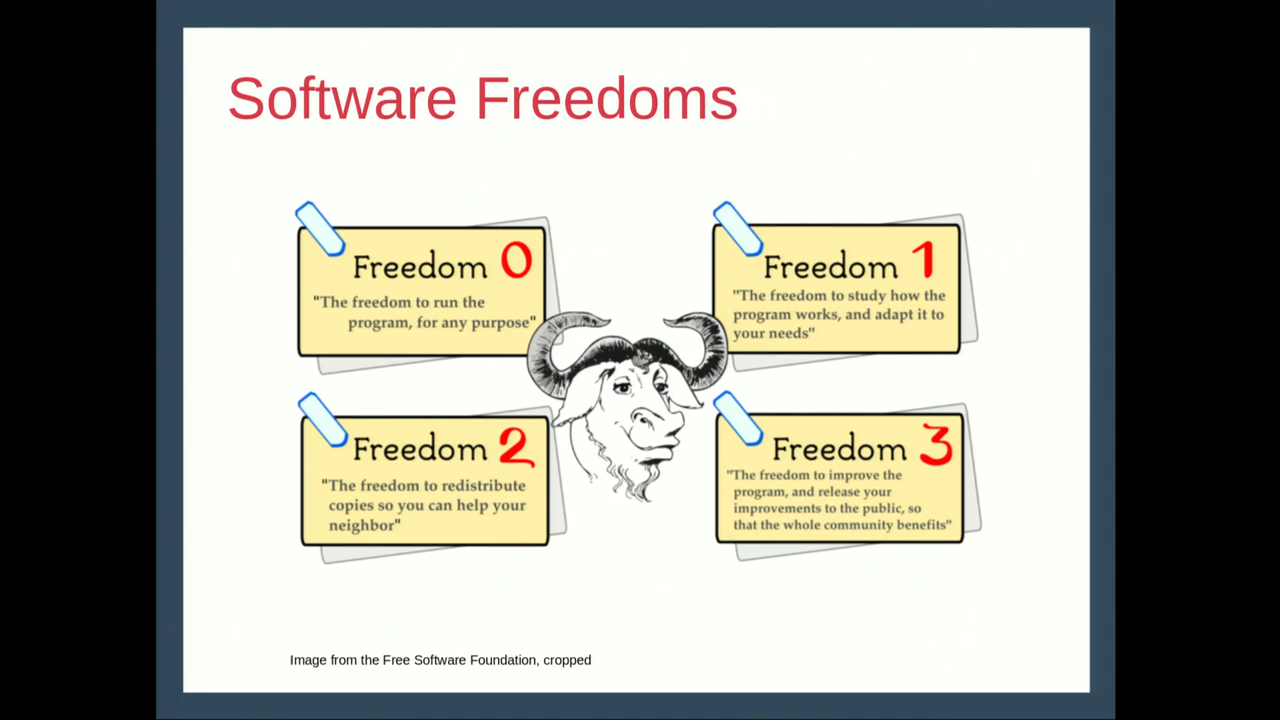 Software Freedoms
Freedom 0
"The freedom to run the
program, for any purpose"
Freedom 1
"The freedom to study how the
program works, and adapt it to
your needs"
Freedom 2
"The freedom to redistribute
copies so you can help your
neighbor"
Freedom 3
"The freedom to improve the
program, and release your
improvements to the public, so
that the whole community benefits"
Image from the Free Software Foundation, cropped